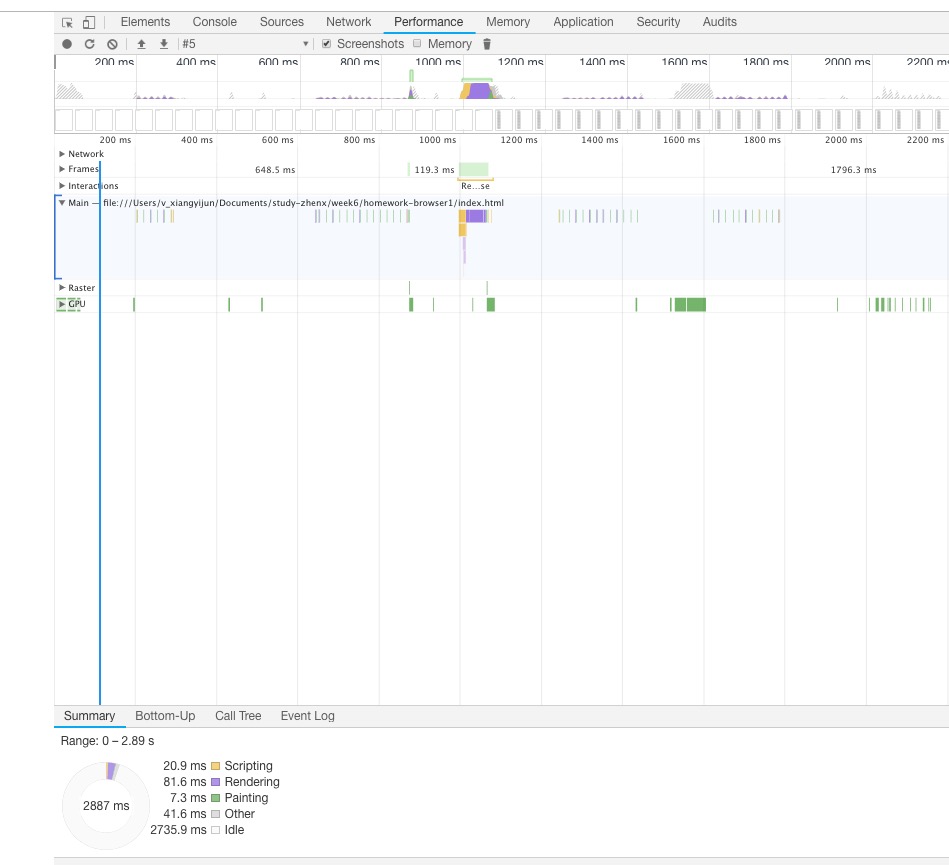 Elements Console Sources Network Performance Memory Application Security Audits
#5 Screenshots Memory
200 ms 400 ms 600 ms 800 ms 1000 ms 1200 ms 1400 ms 1600 ms 1800 ms 2000 ms 2200 ms
200 ms 400 ms 600 ms 800 ms 1000 ms 1200 ms 1400 ms 1600 ms 1800 ms 2000 ms 2200 ms
Network
Frames 648.5 ms 119.3 ms 1796.3 ms
Interactions Re…se
Main — file:///Users/v_xiangyijun/Documents/study-zhenx/week6/homework-browser1/index.html
Raster
GPU
Summary Bottom-Up Call Tree Event Log
Range: 0 – 2.89 s
20.9 ms Scripting
81.6 ms Rendering
2887 ms
7.3 ms Painting
41.6 ms Other
2735.9 ms Idle